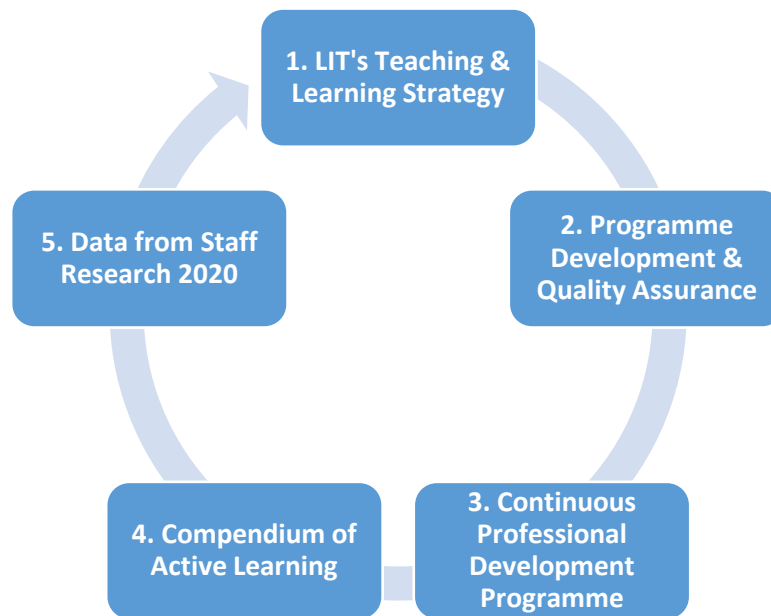 1. LIT's Teaching &
Learning Strategy
2. Programme
Development &
Quality Assurance
3. Continuous
Professional
Development
Programme
4. Compendium of
Active Learning
5. Data from Staff
Research 2020